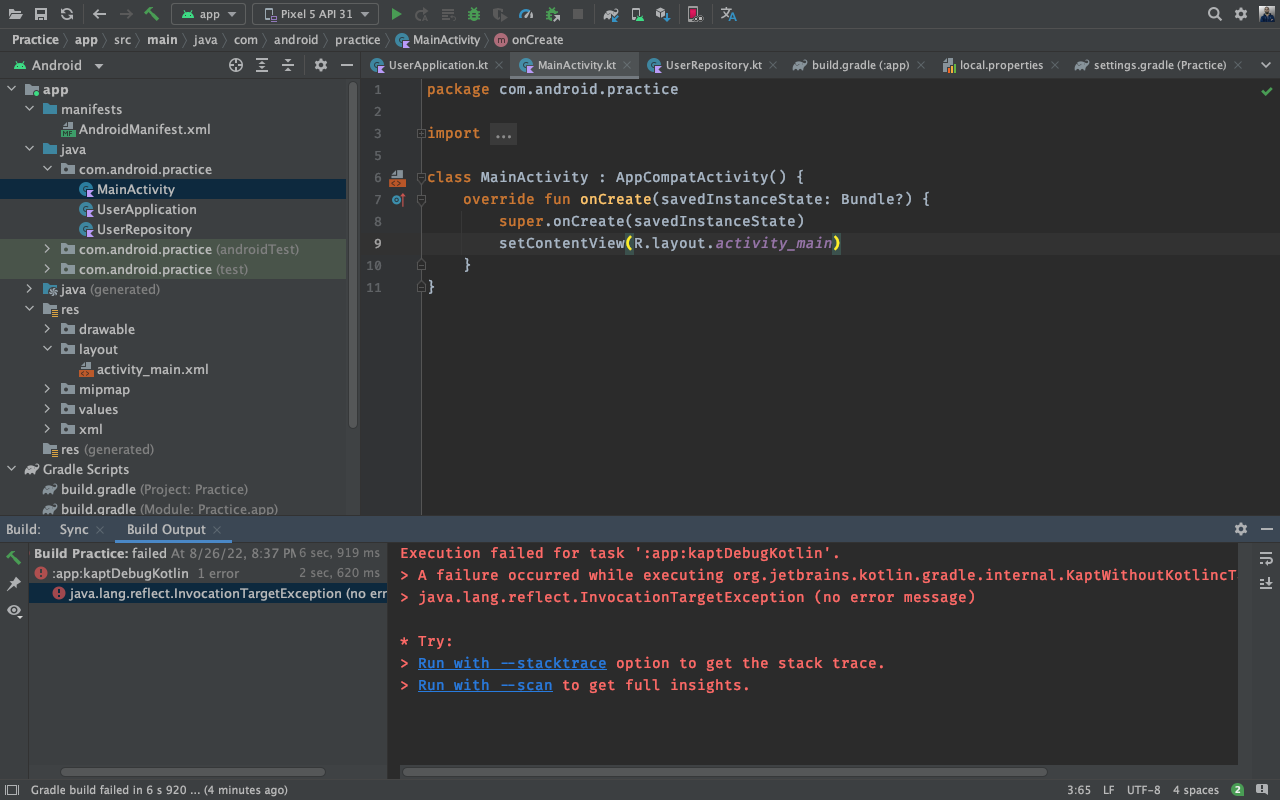 app
Pixel 5 API 31
Practice app src main java com android practice MainActivity onCreate
Android
UserApplication.kt MainActivity.kt UserRepository.kt build.gradle (:app) local.properties settings.gradle (Practice)
app
manifests
AndroidManifest.xml
java
com.android.practice
MainActivity
UserApplication
UserRepository
com.android.practice (androidTest)
com.android.practice (test)
java (generated)
res
drawable
layout
activity_main.xml
mipmap
values
xml
res (generated)
Gradle Scripts
build.gradle (Project: Practice)
build.gradle (Module: Practice.app)
1 package com.android.practice
2
3 import ...
5
6 class MainActivity : AppCompatActivity() {
7 override fun onCreate(savedInstanceState: Bundle?) {
8 super.onCreate(savedInstanceState)
9 setContentView(R.layout.activity_main)
10 }
11 }
Build: Sync Build Output
Build Practice: failed At 8/26/22, 8:37 PM 6 sec, 919 ms
:app:kaptDebugKotlin 1 error 2 sec, 620 ms
java.lang.reflect.InvocationTargetException (no err
Execution failed for task ':app:kaptDebugKotlin'.
> A failure occurred while executing org.jetbrains.kotlin.gradle.internal.KaptWithoutKotlincT
> java.lang.reflect.InvocationTargetException (no error message)
* Try:
> Run with --stacktrace option to get the stack trace.
> Run with --scan to get full insights.
Gradle build failed in 6 s 920 ... (4 minutes ago)
3:65 LF UTF-8 4 spaces 2